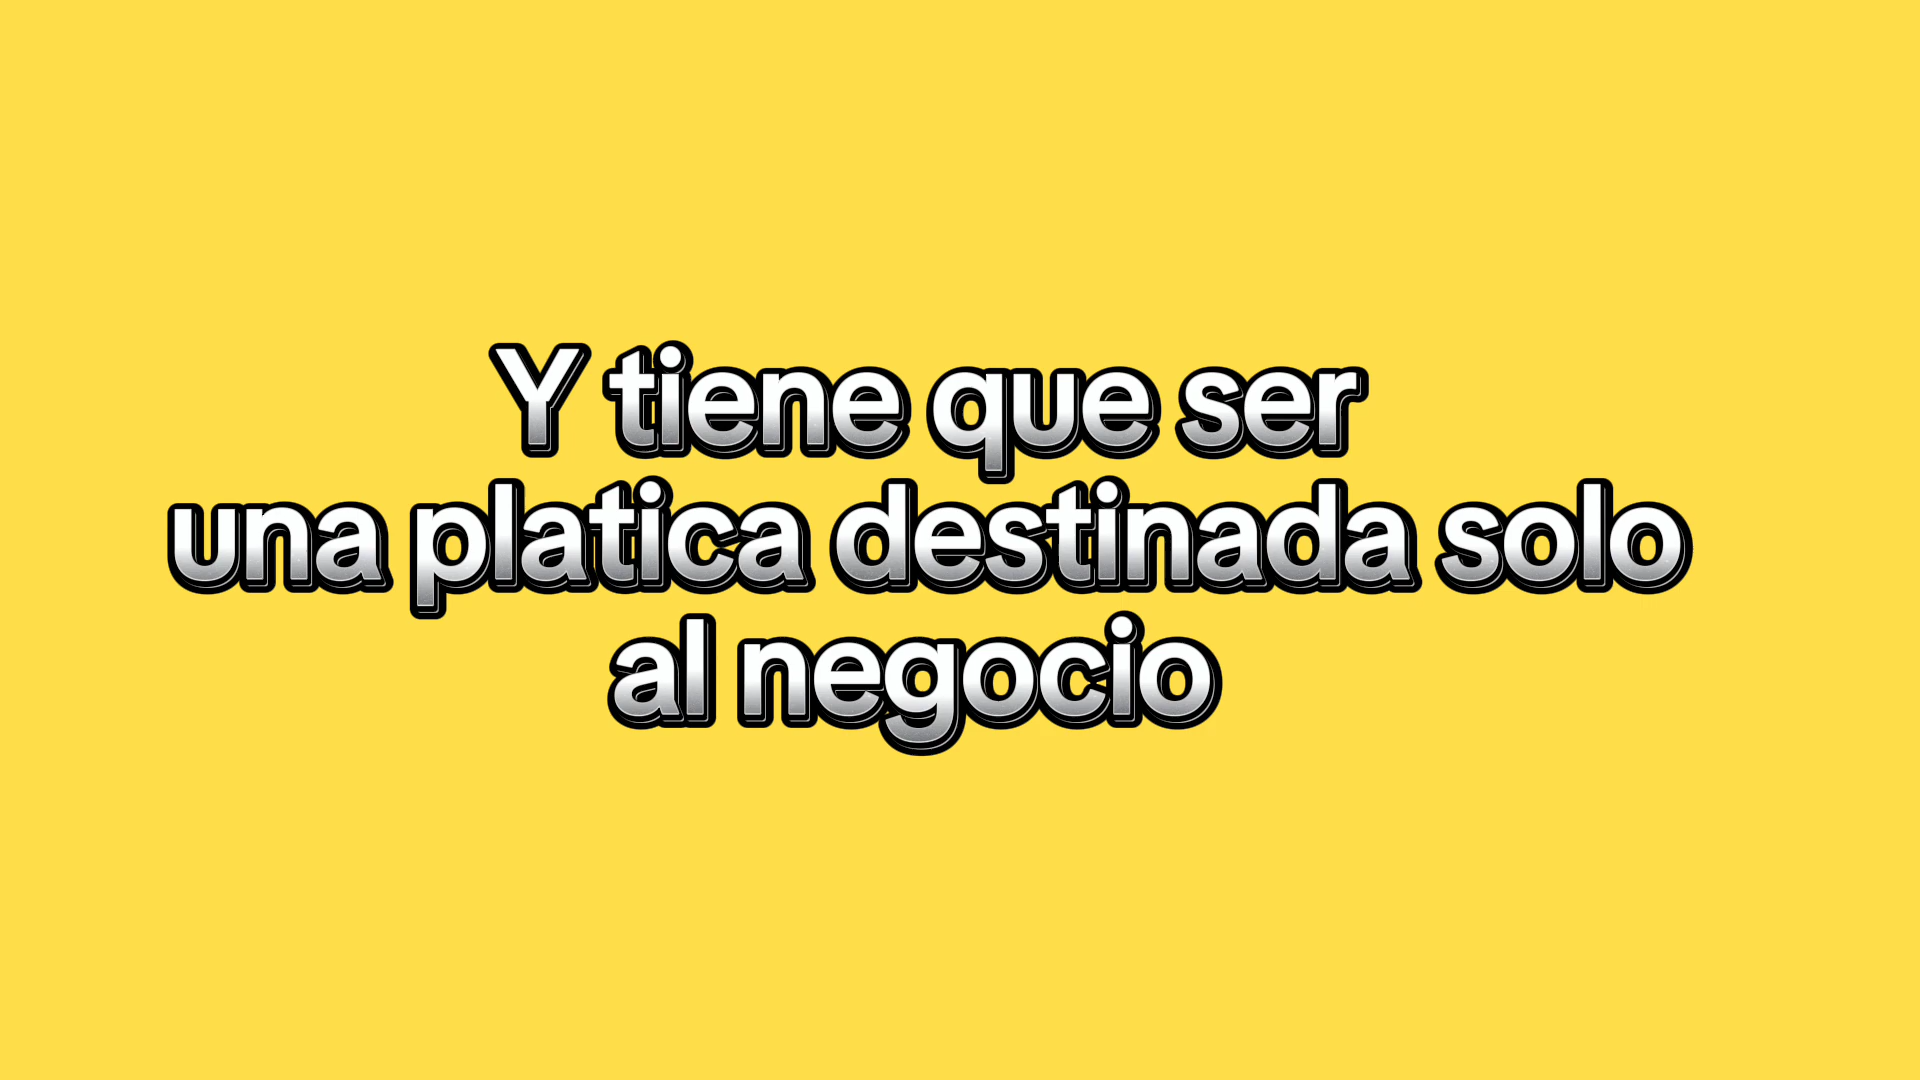 Y tiene que ser
una platica destinada solo
al negocio